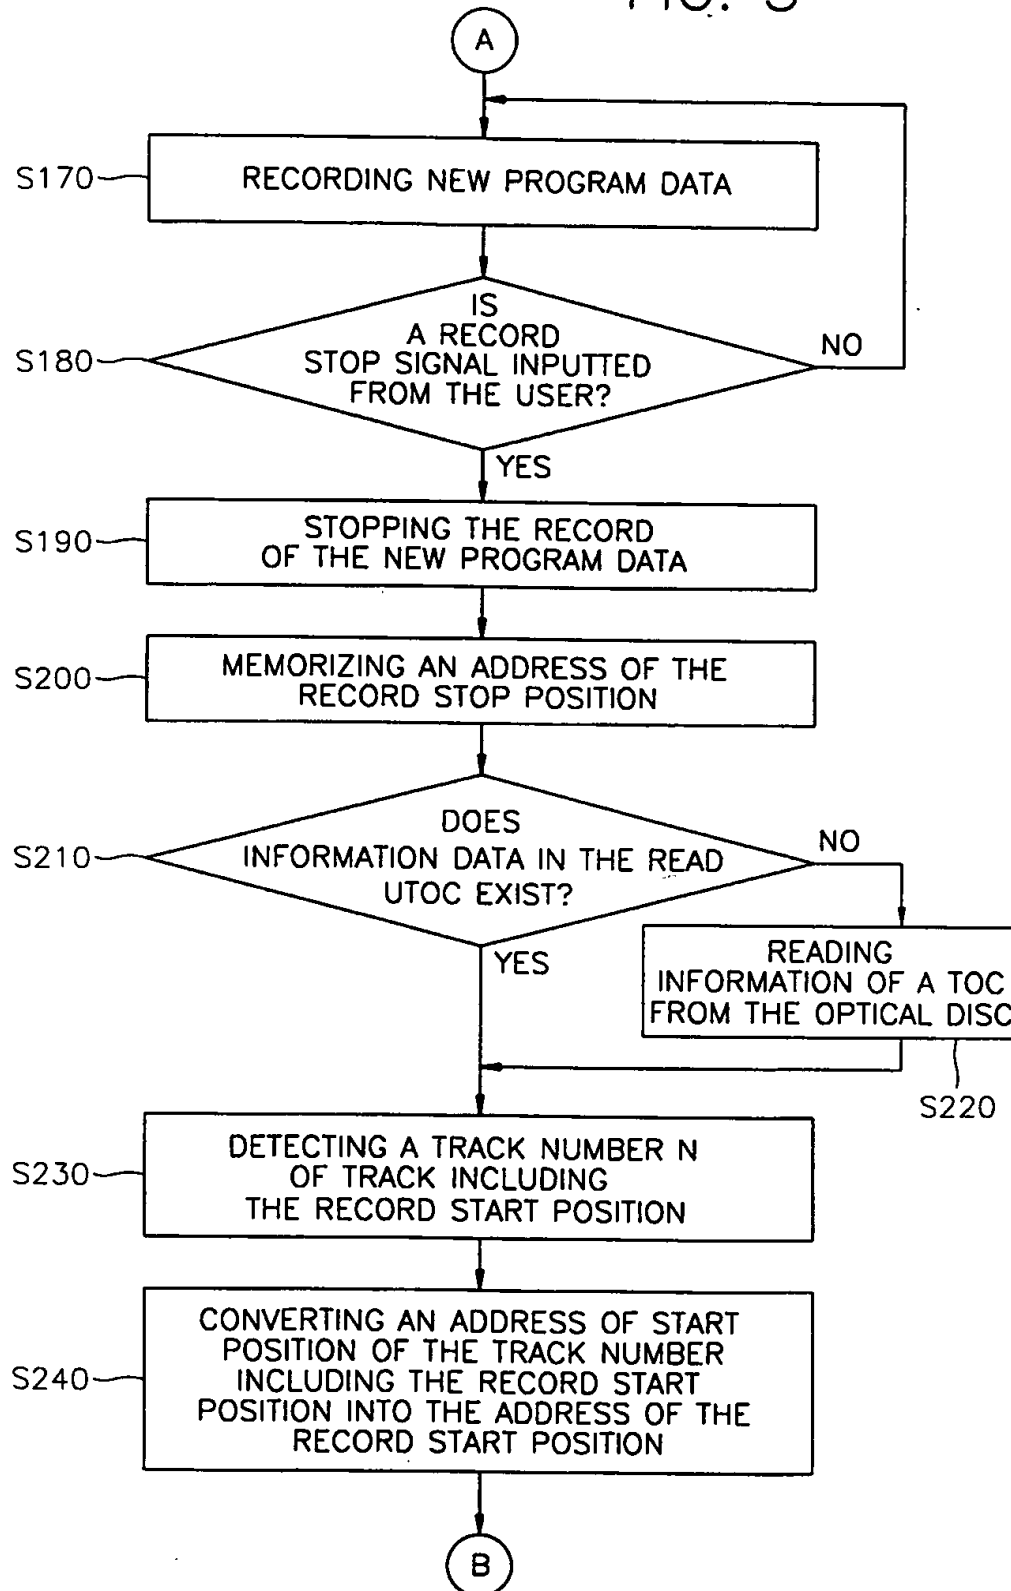 A
S170
RECORDING NEW PROGRAM DATA
IS
A RECORD
STOP SIGNAL INPUTTED
FROM THE USER?
S180
NO
YES
S190
STOPPING THE RECORD
OF THE NEW PROGRAM DATA
S200
MEMORIZING AN ADDRESS OF THE
RECORD STOP POSITION
S210
DOES
INFORMATION DATA IN THE READ
UTOC EXIST?
NO
YES
READING
INFORMATION OF A TOC
FROM THE OPTICAL DISC
S220
S230
DETECTING A TRACK NUMBER N
OF TRACK INCLUDING
THE RECORD START POSITION
S240
CONVERTING AN ADDRESS OF START
POSITION OF THE TRACK NUMBER
INCLUDING THE RECORD START
POSITION INTO THE ADDRESS OF THE
RECORD START POSITION
B